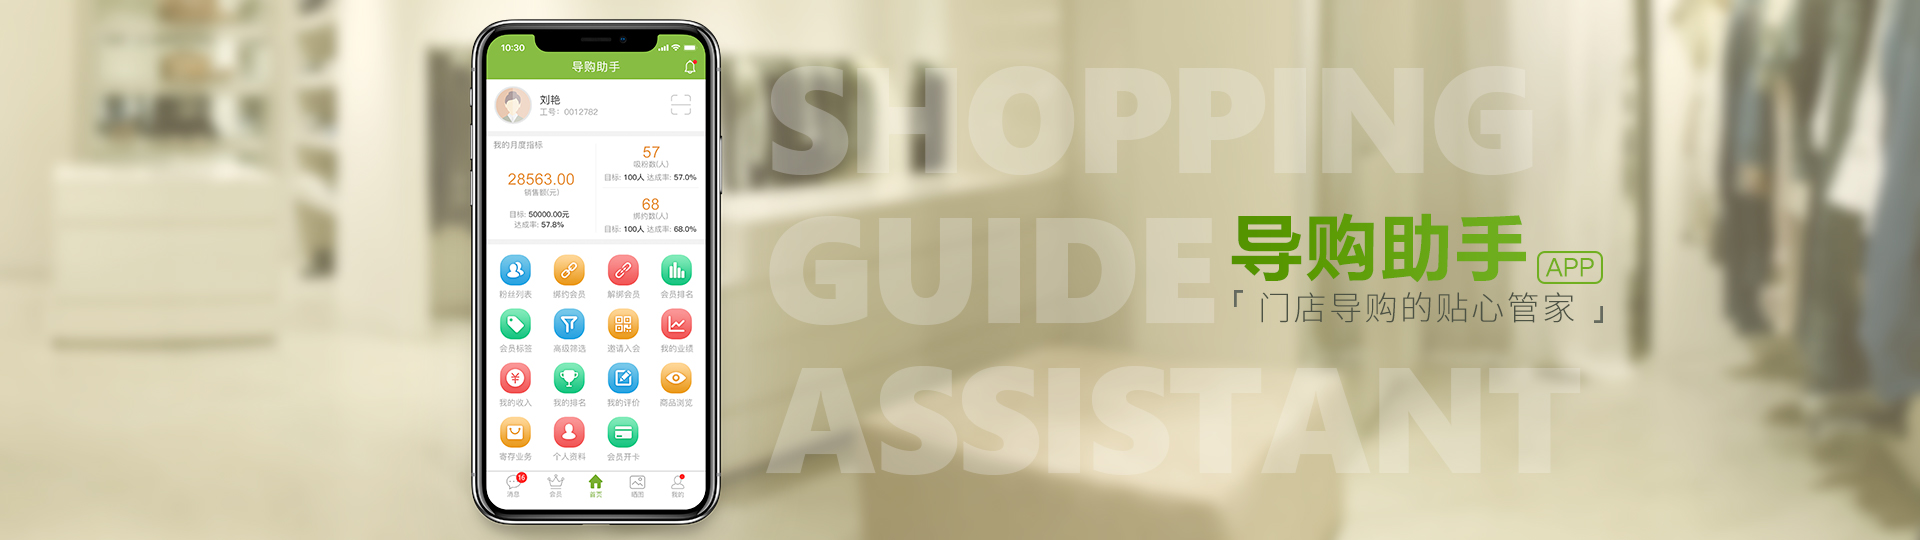 10:30
导购助手
刘艳
工号：0012782
我的月度指标
28563.00
销售额(元)
目标: 50000.00元
达成率: 57.8%
57
吸粉数(人)
目标: 100人 达成率: 57.0%
68
绑约数(人)
目标: 100人 达成率: 68.0%
粉丝列表 绑约会员 解绑会员 会员排名
会员标签 高级筛选 邀请入会 我的业绩
我的收入 我的排名 我的评价 商品浏览
寄存业务 个人资料 会员开卡
16
消息 会员 首页 晒图 我的
SHOPPING
GUIDE
ASSISTANT
导购助手 APP
「门店导购的贴心管家」